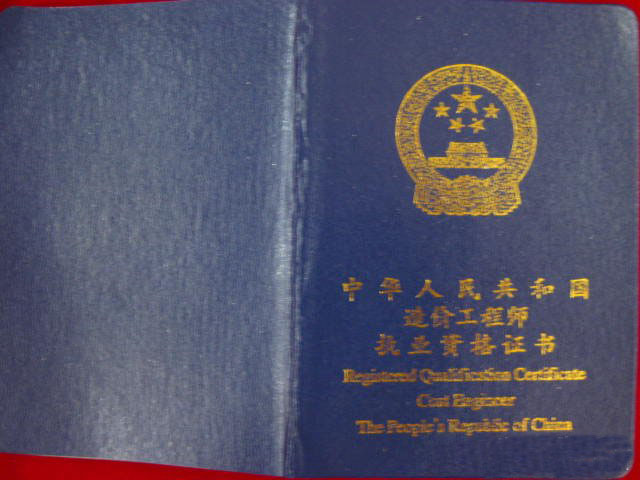 中华人民共和国
造价工程师
执业资格证书
Registered Qualification Certificate
Cost Engineer
The People's Republic of China